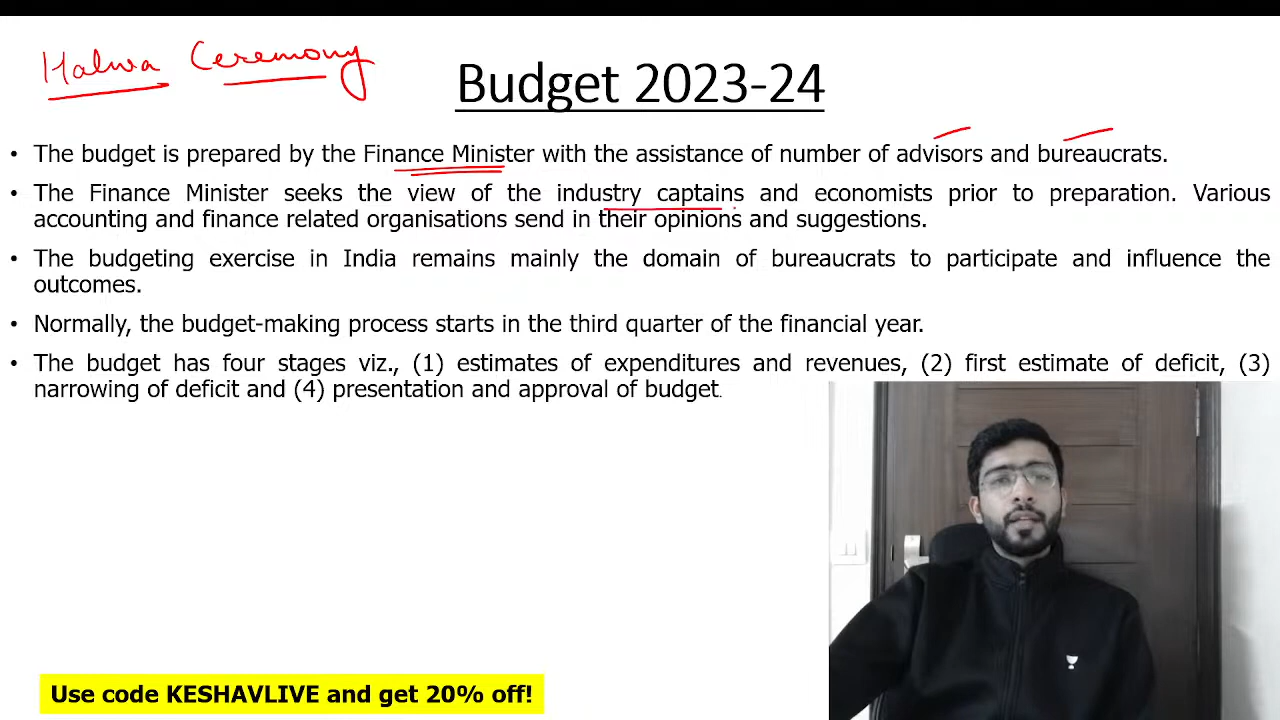 Halwa Ceremony
Budget 2023-24
• The budget is prepared by the Finance Minister with the assistance of number of advisors and bureaucrats.
• The Finance Minister seeks the view of the industry captains and economists prior to preparation. Various
accounting and finance related organisations send in their opinions and suggestions.
• The budgeting exercise in India remains mainly the domain of bureaucrats to participate and influence the
outcomes.
• Normally, the budget-making process starts in the third quarter of the financial year.
• The budget has four stages viz., (1) estimates of expenditures and revenues, (2) first estimate of deficit, (3)
narrowing of deficit and (4) presentation and approval of budget.
Use code KESHAVLIVE and get 20% off!